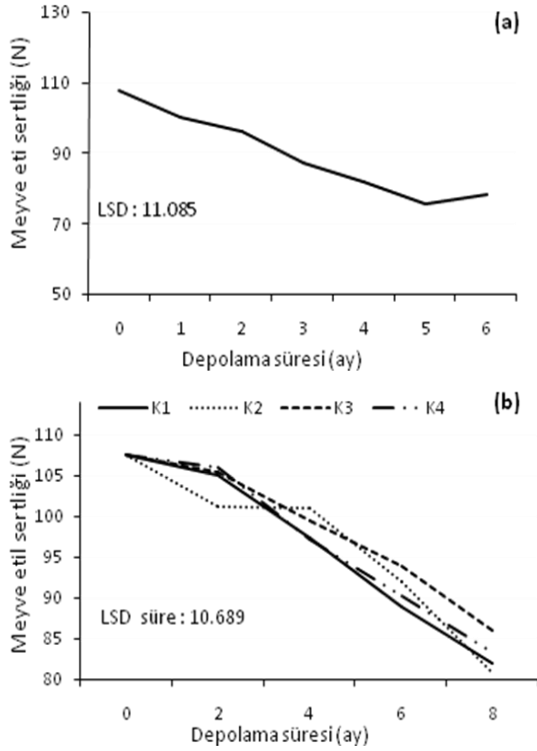 (a)
130
110
90
70
50
Meyve eti sertliği (N)
LSD : 11.085
0 1 2 3 4 5 6
Depolama süresi (ay)
K1 K2 K3 K4 (b)
110
105
100
95
90
85
80
Meyve etil sertliği (N)
LSD süre : 10.689
0 2 4 6 8
Depolama süresi (ay)